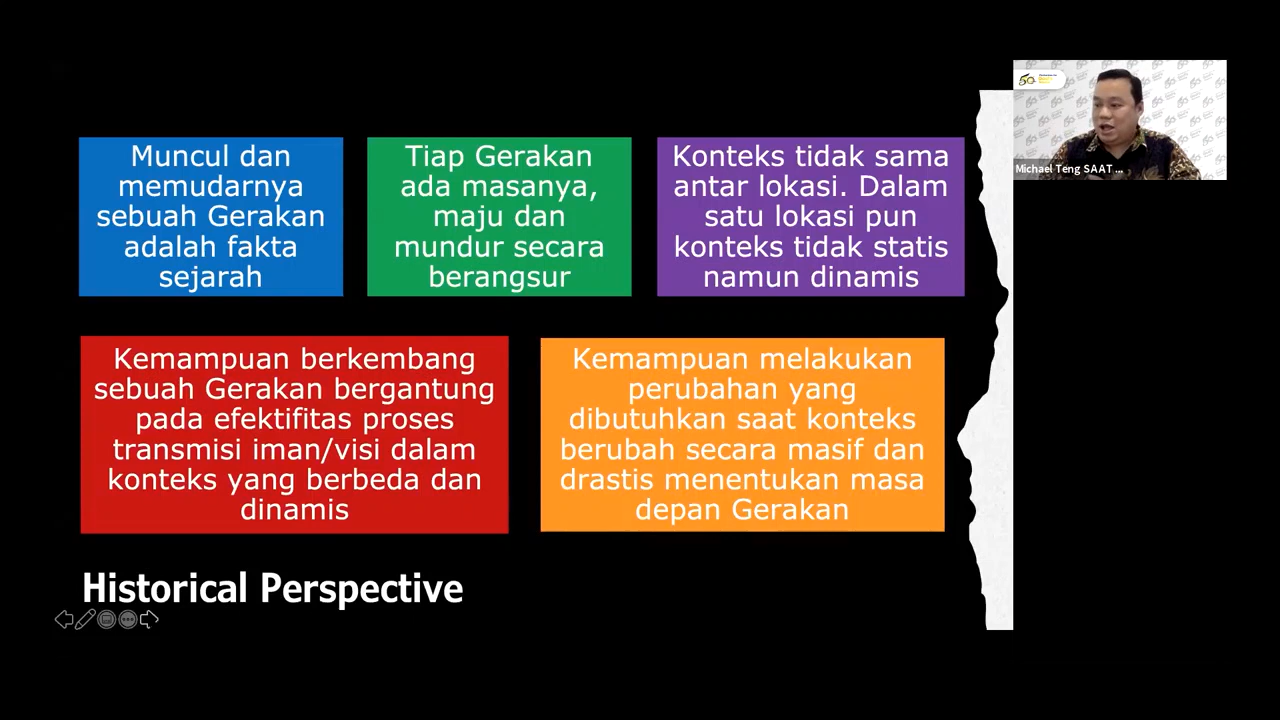 Muncul dan
memudarnya
sebuah Gerakan
adalah fakta
sejarah
Tiap Gerakan
ada masanya,
maju dan
mundur secara
berangsur
Konteks tidak sama
antar lokasi. Dalam
satu lokasi pun
konteks tidak statis
namun dinamis
Kemampuan berkembang
sebuah Gerakan bergantung
pada efektifitas proses
transmisi iman/visi dalam
konteks yang berbeda dan
dinamis
Kemampuan melakukan
perubahan yang
dibutuhkan saat konteks
berubah secara masif dan
drastis menentukan masa
depan Gerakan
Historical Perspective
50
Michael Teng SAAT ...